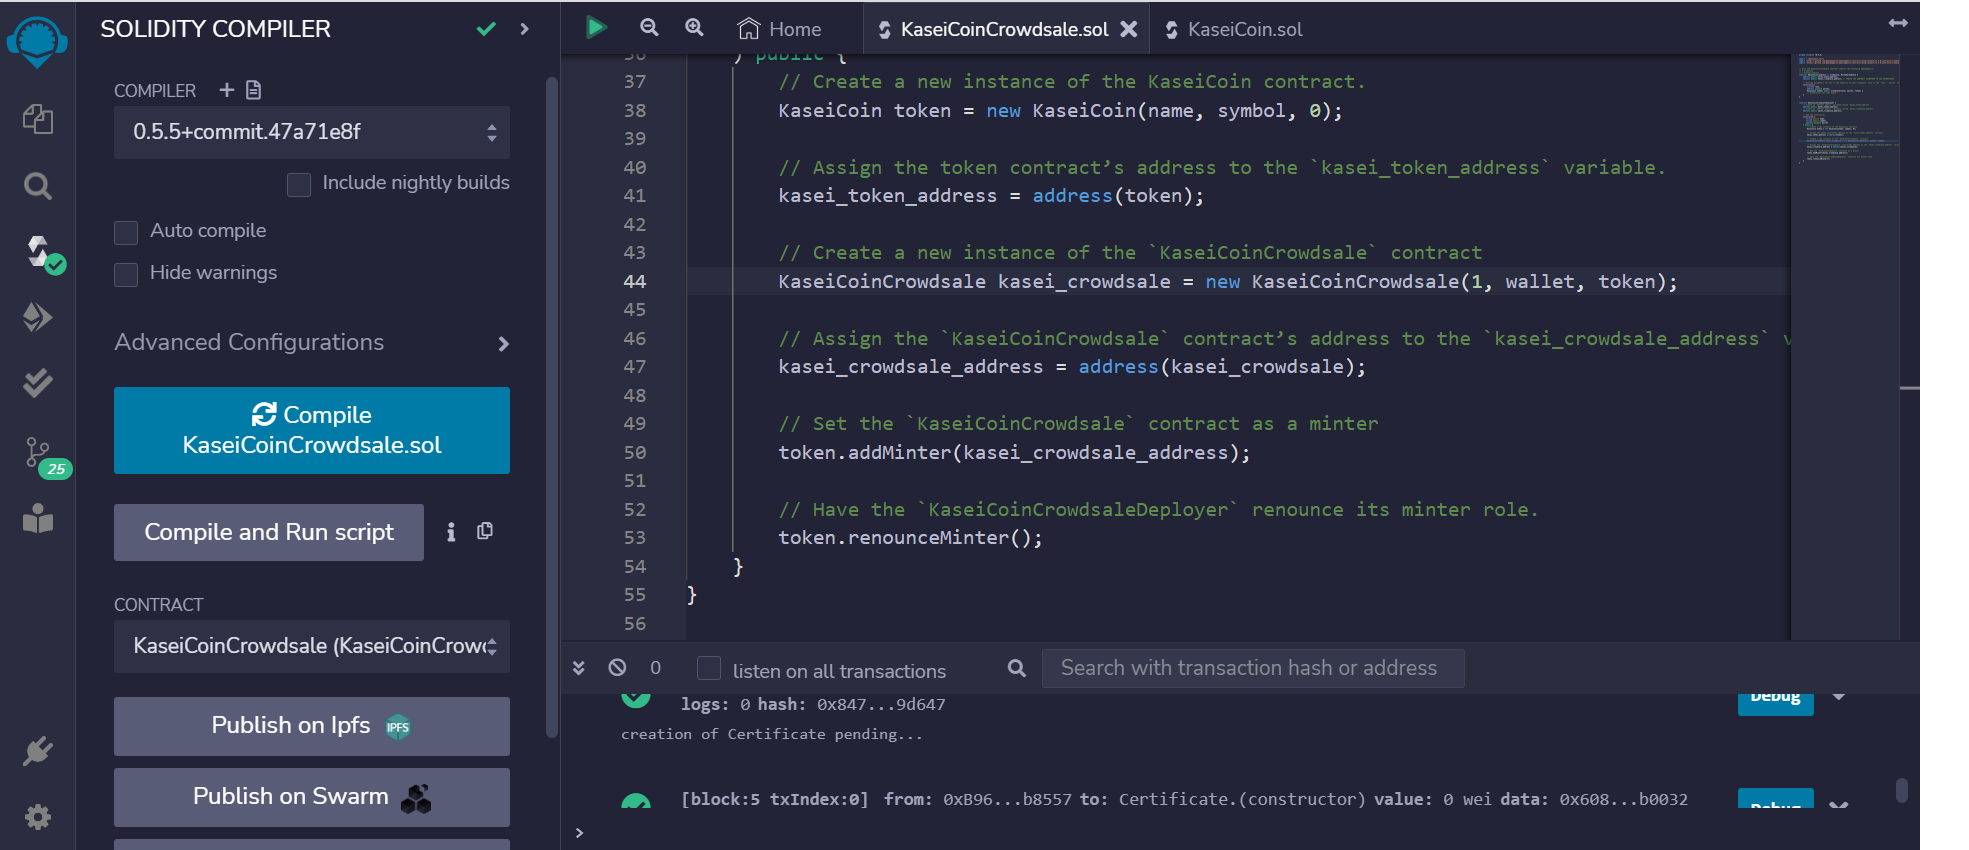 SOLIDITY COMPILER
COMPILER
0.5.5+commit.47a71e8f
Include nightly builds
Auto compile
Hide warnings
Advanced Configurations
Compile
KaseiCoinCrowdsale.sol
Compile and Run script
CONTRACT
KaseiCoinCrowdsale (KaseiCoinCrow
Publish on Ipfs
IPFS
Publish on Swarm
25
Home
KaseiCoinCrowdsale.sol
KaseiCoin.sol
36 ) public {
37 // Create a new instance of the KaseiCoin contract.
38 KaseiCoin token = new KaseiCoin(name, symbol, 0);
39
40 // Assign the token contract’s address to the `kasei_token_address` variable.
41 kasei_token_address = address(token);
42
43 // Create a new instance of the `KaseiCoinCrowdsale` contract
44 KaseiCoinCrowdsale kasei_crowdsale = new KaseiCoinCrowdsale(1, wallet, token);
45
46 // Assign the `KaseiCoinCrowdsale` contract’s address to the `kasei_crowdsale_address` v
47 kasei_crowdsale_address = address(kasei_crowdsale);
48
49 // Set the `KaseiCoinCrowdsale` contract as a minter
50 token.addMinter(kasei_crowdsale_address);
51
52 // Have the `KaseiCoinCrowdsaleDeployer` renounce its minter role.
53 token.renounceMinter();
54 }
55 }
56
0 listen on all transactions Search with transaction hash or address
logs: 0 hash: 0x847...9d647 Debug
creation of Certificate pending...
[block:5 txIndex:0] from: 0xB96...b8557 to: Certificate.(constructor) value: 0 wei data: 0x608...b0032 Debug
>